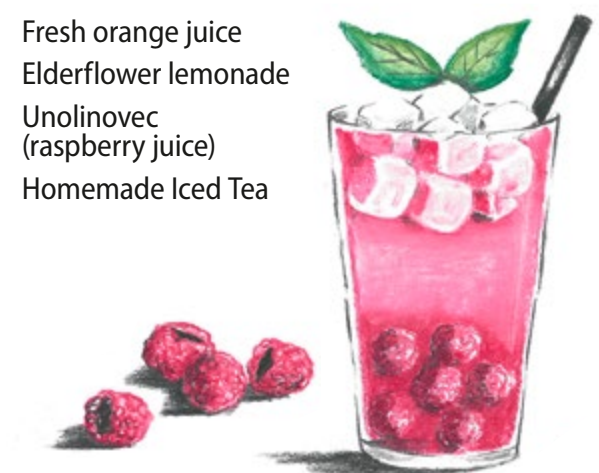 Fresh orange juice
Elderflower lemonade
Unolinovec
(raspberry juice)
Homemade Iced Tea